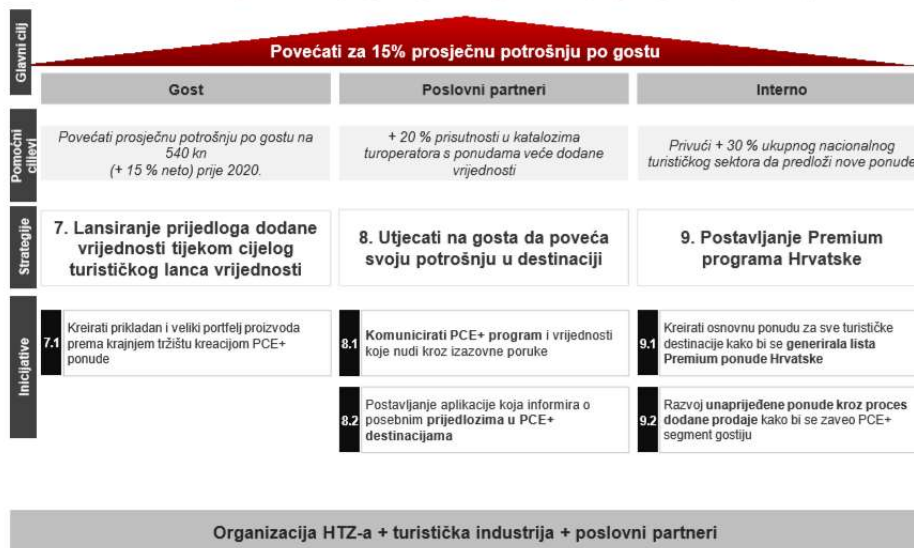 Glavni cilj
Povećati za 15% prosječnu potrošnju po gostu
Gost
Poslovni partneri
Interno
Pomoćni
ciljevi
Povećati prosječnu potrošnju po gostu na
540 kn
(+ 15 % neto) prije 2020.
+ 20 % prisutnosti u katalozima
turoperatora s ponudama veće dodane
vrijednosti
Privući + 30 % ukupnog nacionalnog
turističkog sektora da predloži nove ponude
Strategije
7. Lansiranje prijedloga dodane
vrijednosti tijekom cijelog
turističkog lanca vrijednosti
8. Utjecati na gosta da poveća
svoju potrošnju u destinaciji
9. Postavljanje Premium
programa Hrvatske
Inicijative
7.1
Kreirati prikladan i veliki portfelj proizvoda
prema krajnjem tržištu kreacijom PCE+
ponude
8.1
Komunicirati PCE+ program i vrijednosti
koje nudi kroz izazovne poruke
9.1
Kreirati osnovnu ponudu za sve turističke
destinacije kako bi se generirala lista
Premium ponude Hrvatske
8.2
Postavljanje aplikacije koja informira o
posebnim prijedlozima u PCE+
destinacijama
9.2
Razvoj unaprijeđene ponude kroz proces
dodane prodaje kako bi se zaveo PCE+
segment gostiju
Organizacija HTZ-a + turistička industrija + poslovni partneri